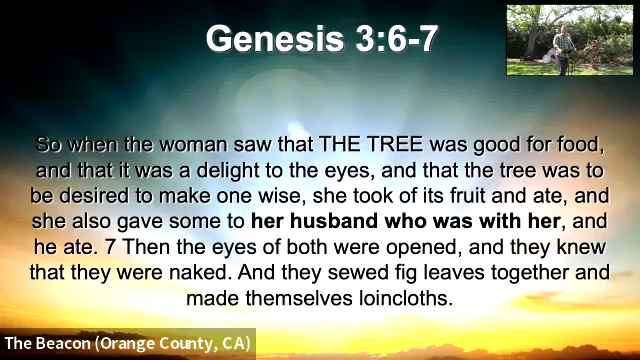 Genesis 3:6-7
So when the woman saw that THE TREE was good for food,
and that it was a delight to the eyes, and that the tree was to
be desired to make one wise, she took of its fruit and ate, and
she also gave some to her husband who was with her, and
he ate. 7 Then the eyes of both were opened, and they knew
that they were naked. And they sewed fig leaves together and
made themselves loincloths.
The Beacon (Orange County, CA)